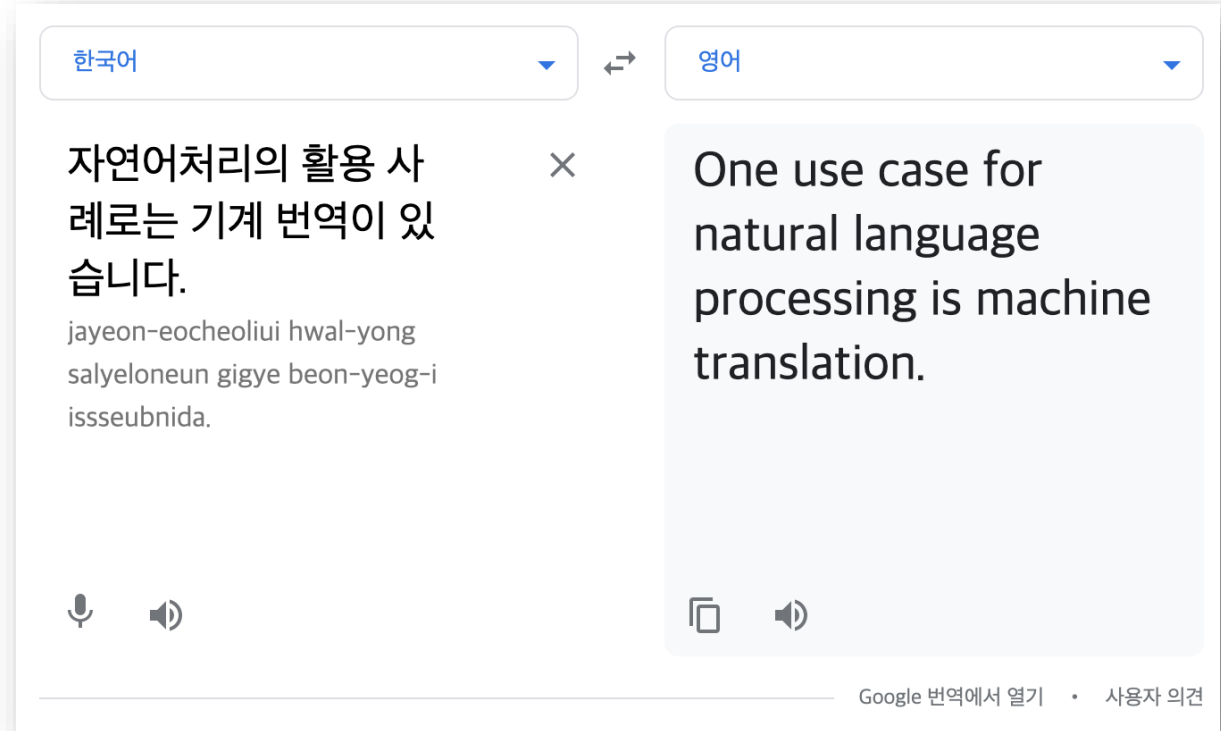 한국어
영어
자연어처리의 활용 사
례로는 기계 번역이 있
습니다.
jayeon-eocheoliui hwal-yong
salyeloneun gigye beon-yeog-i
issseubnida.
One use case for
natural language
processing is machine
translation.
Google 번역에서 열기 • 사용자 의견